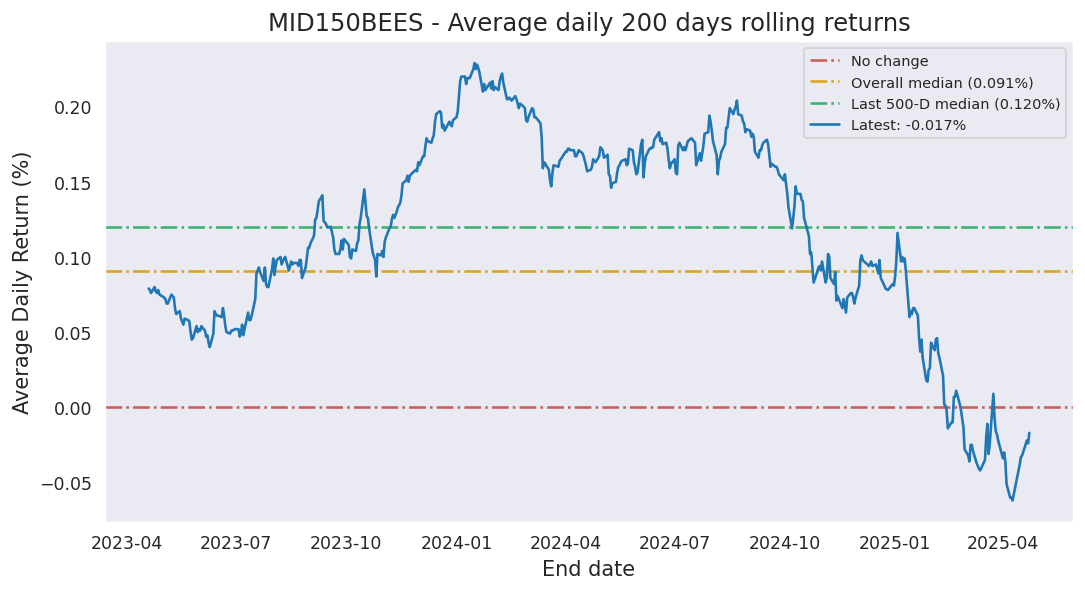 MID150BEES - Average daily 200 days rolling returns
No change
Overall median (0.091%)
Last 500-D median (0.120%)
Latest: -0.017%
Average Daily Return (%)
0.20
0.15
0.10
0.05
0.00
−0.05
2023-04 2023-07 2023-10 2024-01 2024-04 2024-07 2024-10 2025-01 2025-04
End date